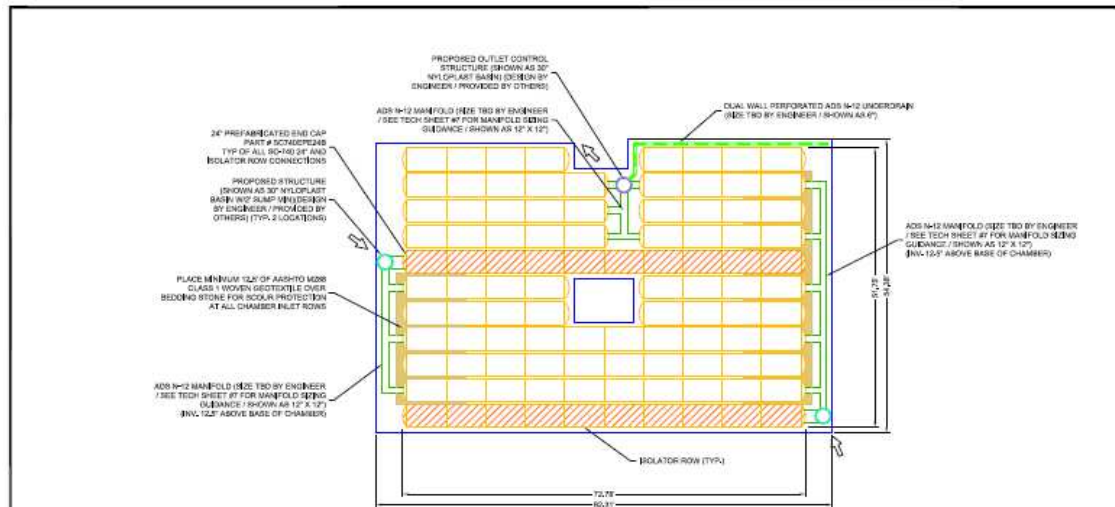 PROPOSED OUTLET CONTROL
STRUCTURE (SHOWN AS 30"
NYLOPLAST BASIN) (DESIGN BY
ENGINEER / PROVIDED BY OTHERS)
ADS N-12 MANIFOLD (SIZE TBD BY ENGINEER
/ SEE TECH SHEET #7 FOR MANIFOLD SIZING
GUIDANCE / SHOWN AS 12" X 12")
DUAL WALL PERFORATED ADS N-12 UNDERDRAIN
(SIZE TBD BY ENGINEER / SHOWN AS 6")
24" PREFABRICATED END CAP
PART # SC740EPE24B
TYP OF ALL SC-740 24" AND
ISOLATOR ROW CONNECTIONS
PROPOSED STRUCTURE
(SHOWN AS 30" NYLOPLAST
BASIN W/2' SUMP MIN)(DESIGN
BY ENGINEER / PROVIDED BY
OTHERS) (TYP. 2 LOCATIONS)
PLACE MINIMUM 12.5' OF AASHTO M288
CLASS 1 WOVEN GEOTEXTILE OVER
BEDDING STONE FOR SCOUR PROTECTION
AT ALL CHAMBER INLET ROWS
ADS N-12 MANIFOLD (SIZE TBD BY ENGINEER
/ SEE TECH SHEET #7 FOR MANIFOLD SIZING
GUIDANCE / SHOWN AS 12" X 12")
(INV. 12.5" ABOVE BASE OF CHAMBER)
ADS N-12 MANIFOLD (SIZE TBD BY ENGINEER
/ SEE TECH SHEET #7 FOR MANIFOLD SIZING
GUIDANCE / SHOWN AS 12" X 12")
(INV. 12.5" ABOVE BASE OF CHAMBER)
51.75'
ISOLATOR ROW (TYP.)
72.78'